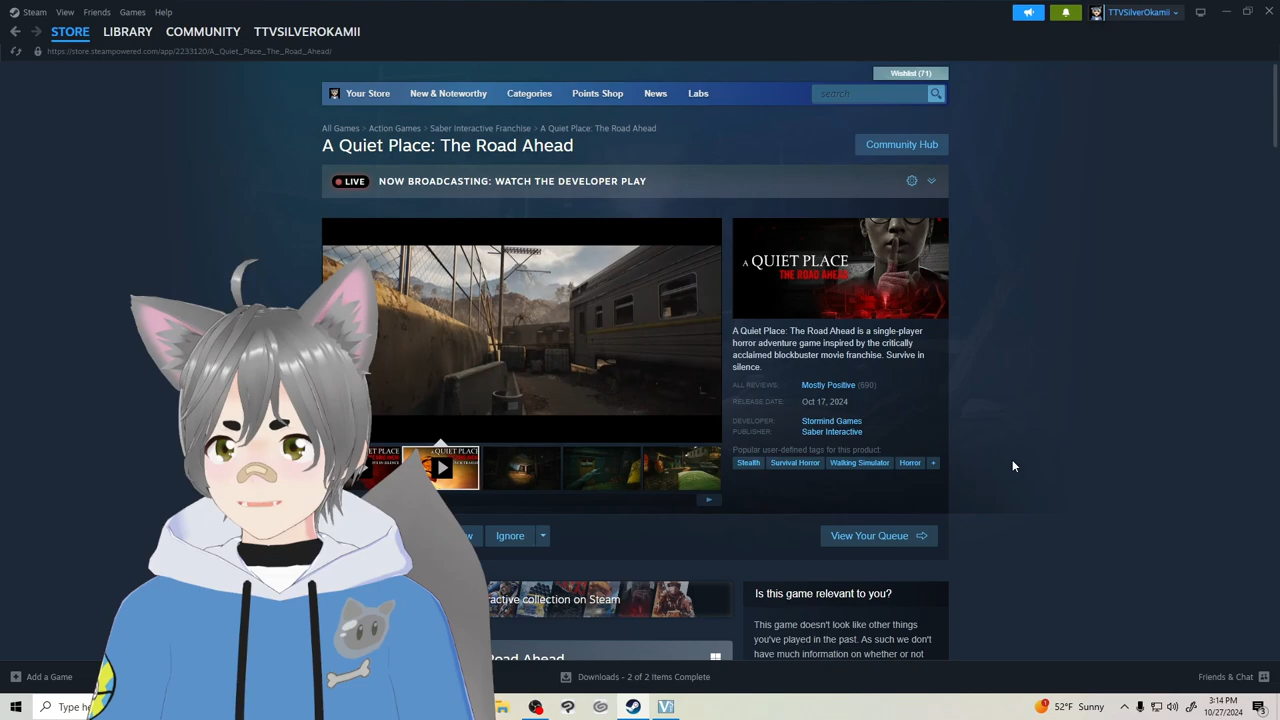 Steam View Friends Games Help
TTVSilverOkamii
STORE LIBRARY COMMUNITY TTVSILVEROKAMII
https://store.steampowered.com/app/2233120/A_Quiet_Place_The_Road_Ahead/
Wishlist (71)
Your Store New & Noteworthy Categories Points Shop News Labs search
All Games > Action Games > Saber Interactive Franchise > A Quiet Place: The Road Ahead
A Quiet Place: The Road Ahead
Community Hub
LIVE NOW BROADCASTING: WATCH THE DEVELOPER PLAY
A QUIET PLACE
THE ROAD AHEAD
A Quiet Place: The Road Ahead is a single-player
horror adventure game inspired by the critically
acclaimed blockbuster movie franchise. Survive in
silence.
ALL REVIEWS: Mostly Positive (690)
RELEASE DATE: Oct 17, 2024
DEVELOPER: Stormind Games
PUBLISHER: Saber Interactive
Popular user-defined tags for this product:
Stealth Survival Horror Walking Simulator Horror +
Ignore
View Your Queue
active collection on Steam
Is this game relevant to you?
This game doesn't look like other things
you've played in the past. As such we don't
have much information on whether or not
Road Ahead
Add a Game
Downloads - 2 of 2 Items Complete
Friends & Chat
Type he
52°F Sunny
3:14 PM
10/27/2024